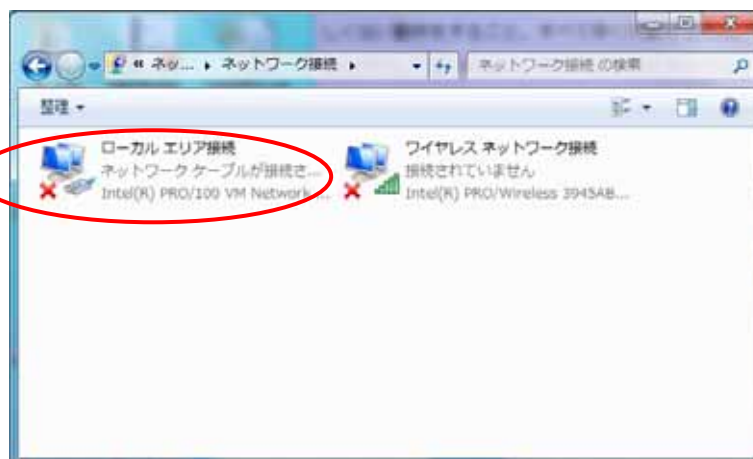 « ネッ... ▸ ネットワーク接続 ▸
ネットワーク接続 の検索
整理
ローカル エリア接続
ネットワーク ケーブルが接続さ...
Intel(R) PRO/100 VM Network ...
ワイヤレス ネットワーク接続
接続されていません
Intel(R) PRO/Wireless 3945AB...